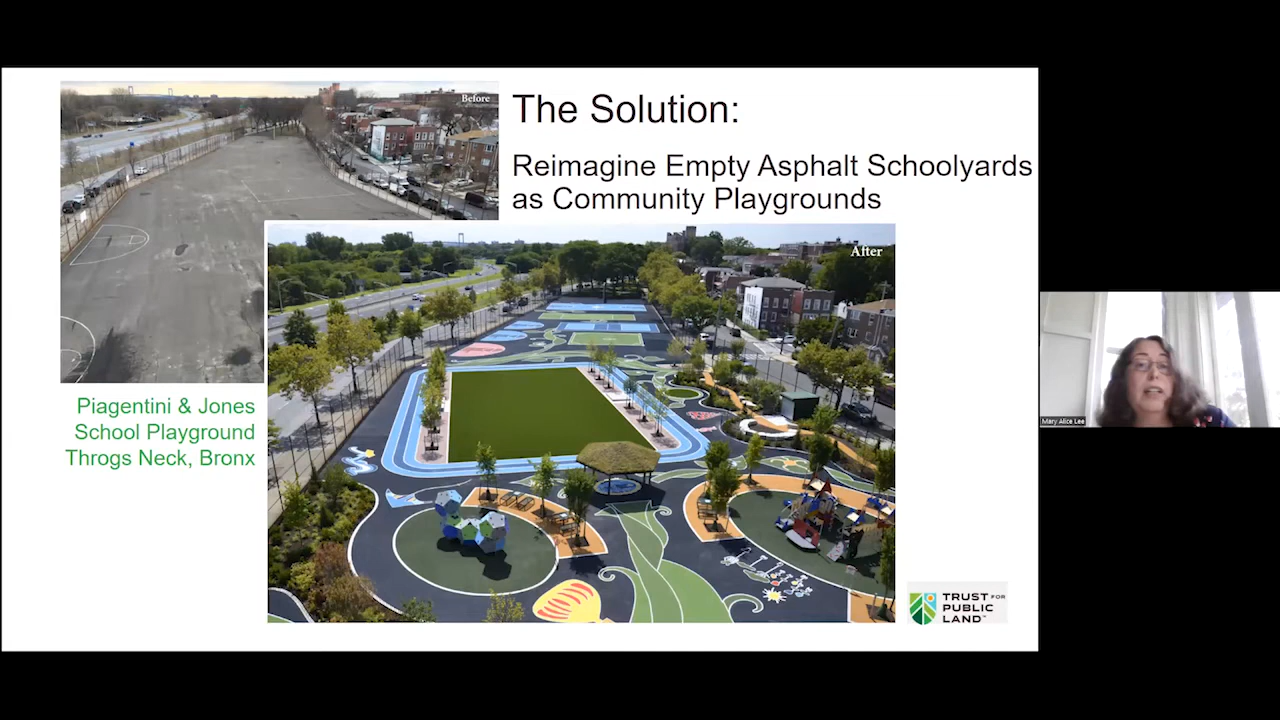 Before
The Solution:
Reimagine Empty Asphalt Schoolyards
as Community Playgrounds
After
Piagentini & Jones
School Playground
Throgs Neck, Bronx
Mary Alice Lee
TRUST FOR
PUBLIC
LAND™